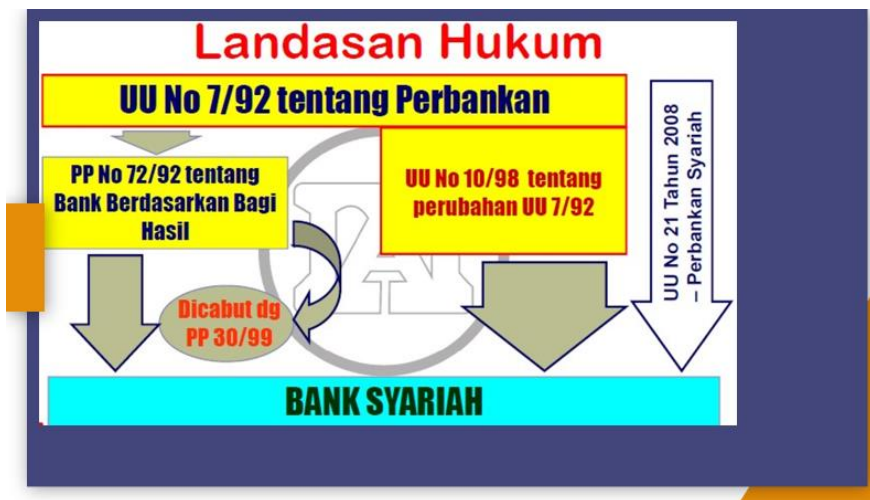 Landasan Hukum
UU No 7/92 tentang Perbankan
PP No 72/92 tentang
Bank Berdasarkan Bagi
Hasil
UU No 10/98 tentang
perubahan UU 7/92
Dicabut dg
PP 30/99
UU No 21 Tahun 2008
– Perbankan Syariah
BANK SYARIAH